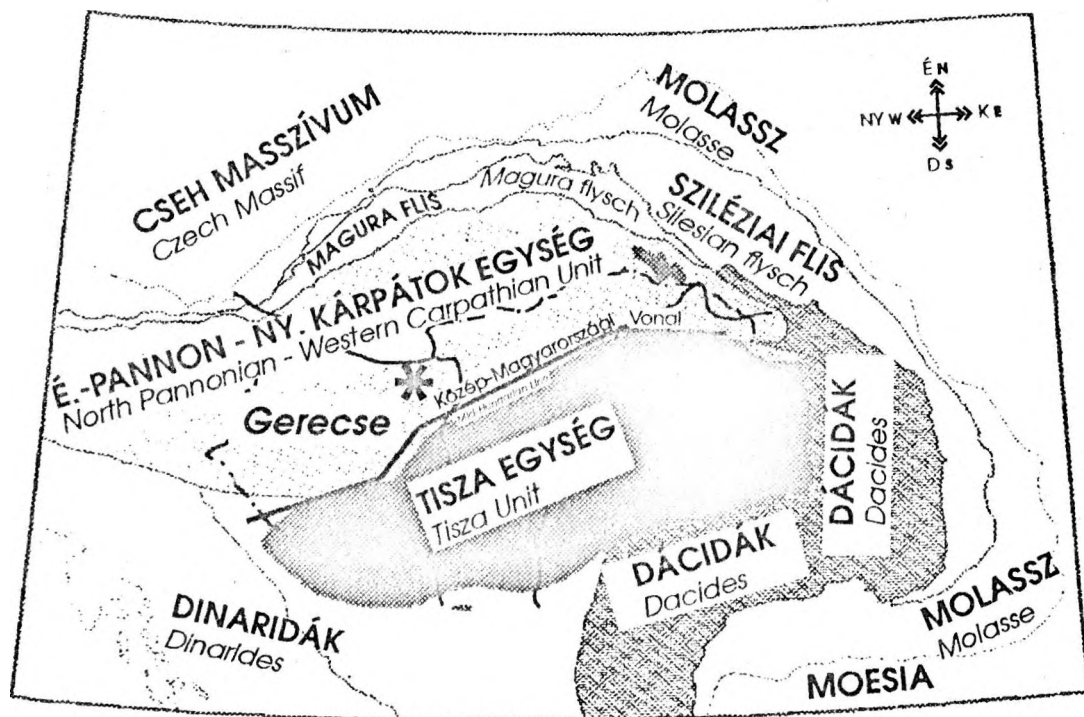 CSEH MASSZÍVUM
Czech Massif
MOLASSZ
Molasse
É N
NY W
K E
D S
MAGURA FLIS
Magura flysch
SZILÉZIAI FLIS
Silesian flysch
É.-PANNON - NY. KÁRPÁTOK EGYSÉG
North Pannonian - Western Carpathian Unit
Közép-Magyarországi Vonal
Gerecse
TISZA EGYSÉG
Tisza Unit
DÁCIDÁK
Dacides
DÁCIDÁK
Dacides
DINARIDÁK
Dinarides
MOLASSZ
Molasse
MOESIA